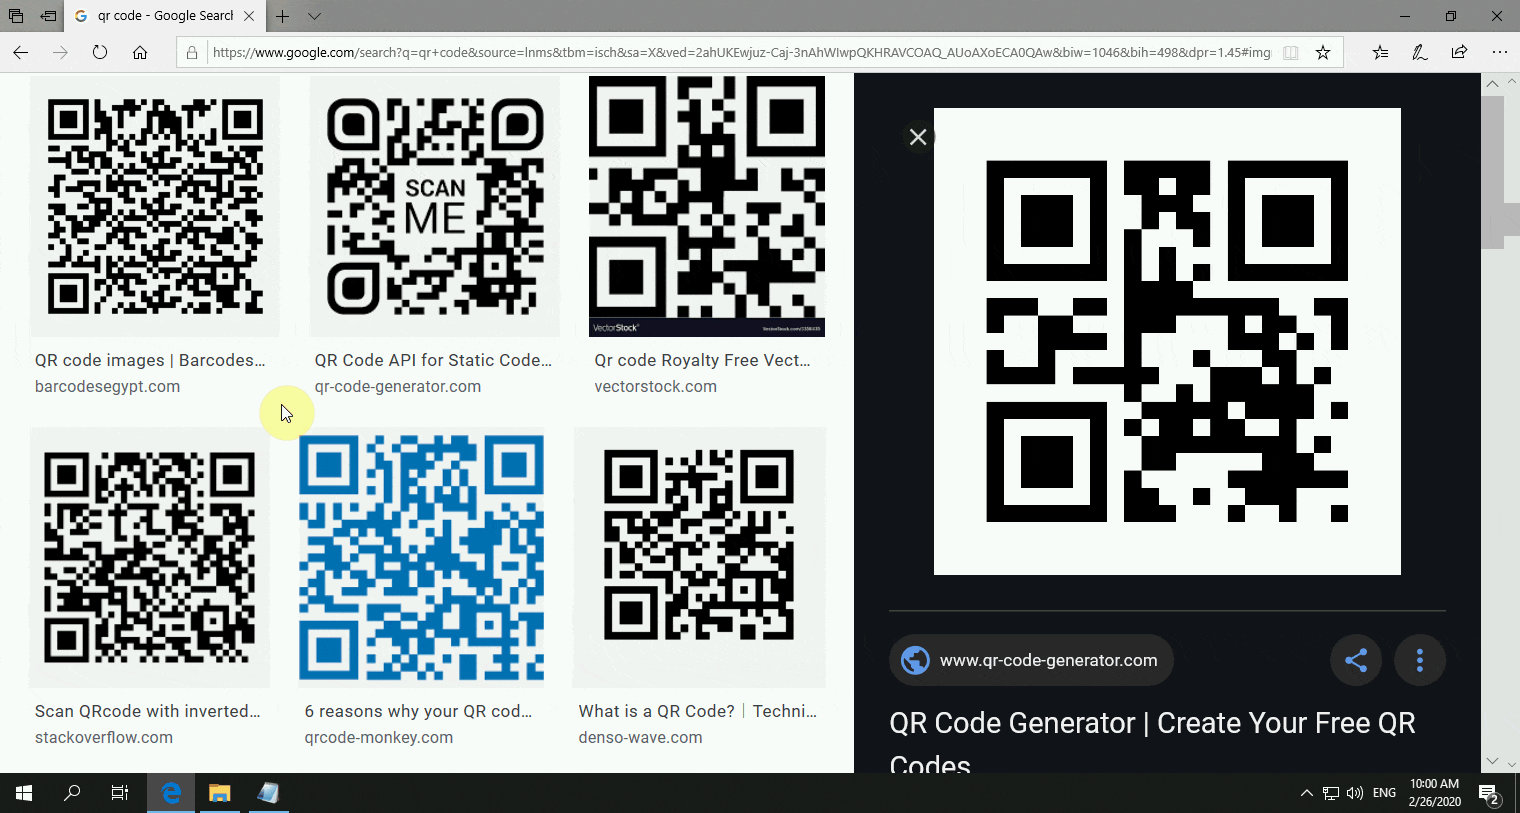 qr code - Google Search
https://www.google.com/search?q=qr+code&source=lnms&tbm=isch&sa=X&ved=2ahUKEwjuz-Caj-3nAhWIwpQKHRAVCOAQ_AUoAXoECA0QAw&biw=1046&bih=498&dpr=1.45#img
SCAN
ME
VectorStock
QR code images | Barcodes...
barcodesegypt.com
QR Code API for Static Code...
qr-code-generator.com
Qr code Royalty Free Vect...
vectorstock.com
Scan QRcode with inverted...
stackoverflow.com
6 reasons why your QR cod...
qrcode-monkey.com
What is a QR Code?｜Techni...
denso-wave.com
www.qr-code-generator.com
QR Code Generator | Create Your Free QR
Codes
ENG
10:00 AM
2/26/2020
2